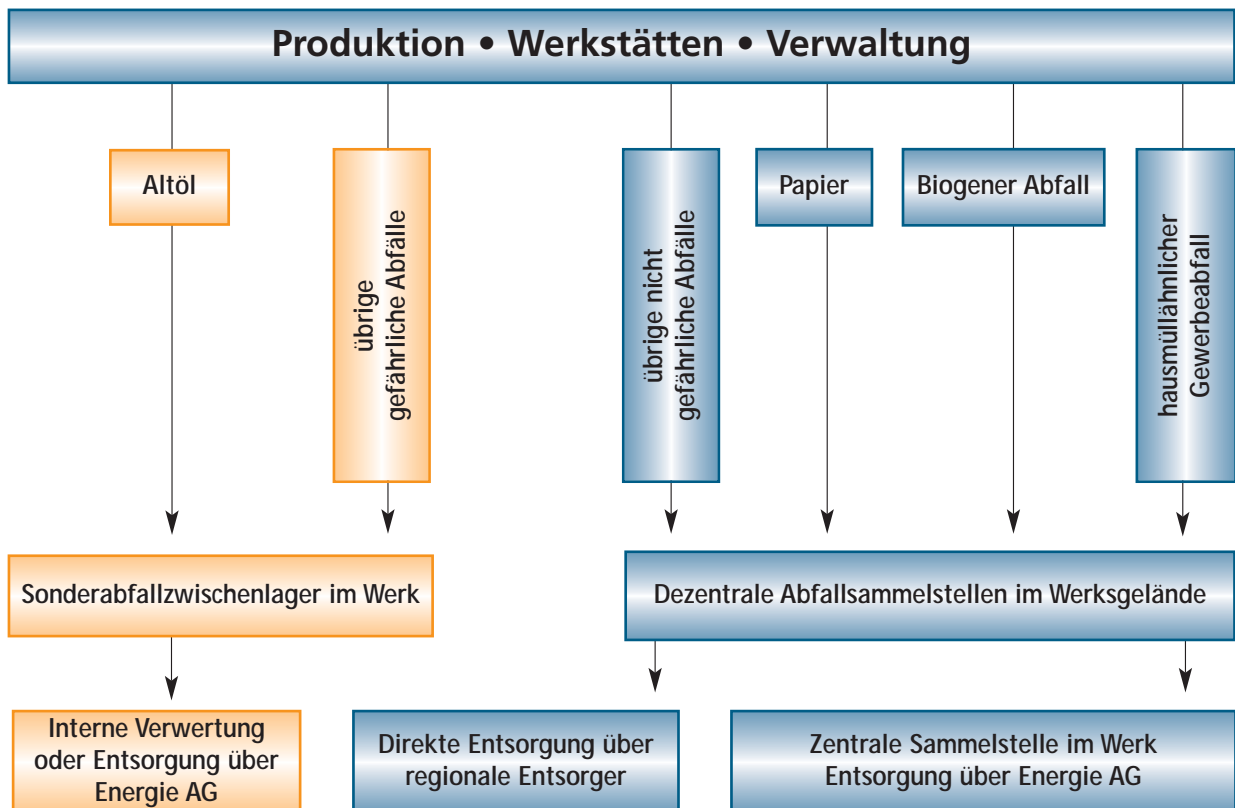 Produktion • Werkstätten • Verwaltung
Altöl
übrige
gefährliche Abfälle
übrige nicht
gefährliche Abfälle
Papier
Biogener Abfall
hausmüllähnlicher
Gewerbeabfall
Sonderabfallzwischenlager im Werk
Dezentrale Abfallsammelstellen im Werksgelände
Interne Verwertung
oder Entsorgung über
Energie AG
Direkte Entsorgung über
regionale Entsorger
Zentrale Sammelstelle im Werk
Entsorgung über Energie AG